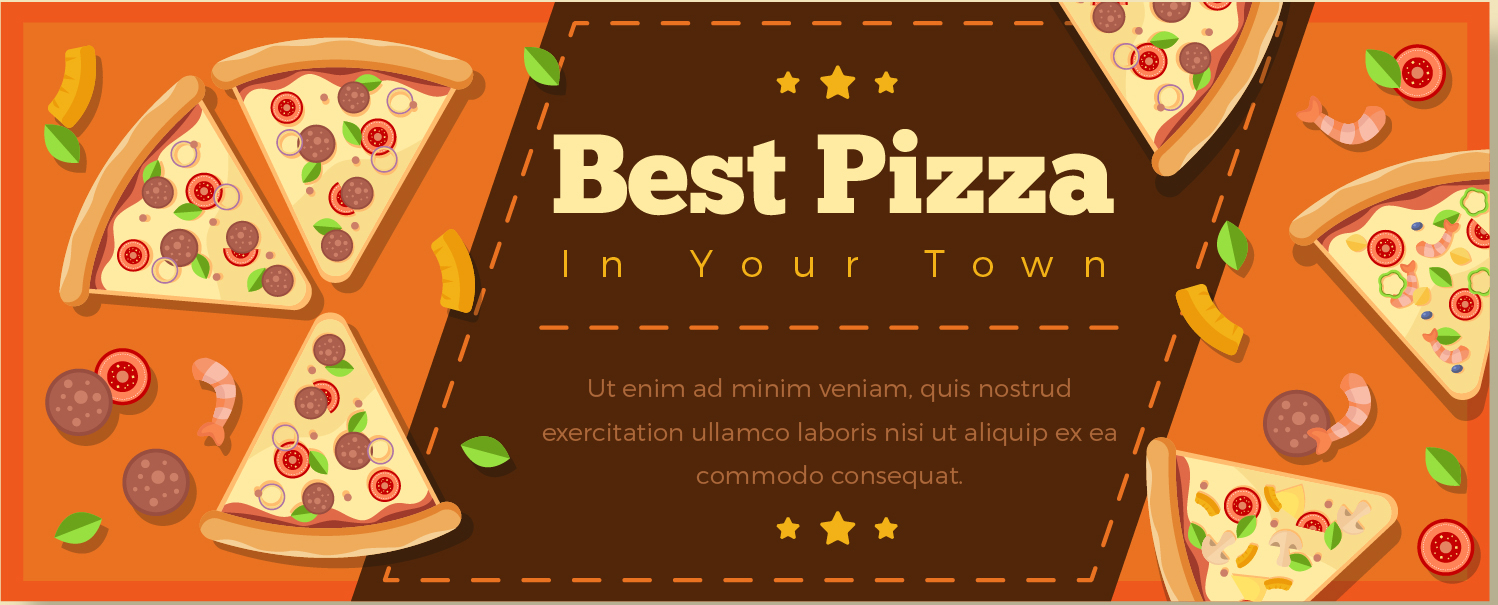 Best Pizza
In Your Town
Ut enim ad minim veniam, quis nostrud
exercitation ullamco laboris nisi ut aliquip ex ea
commodo consequat.